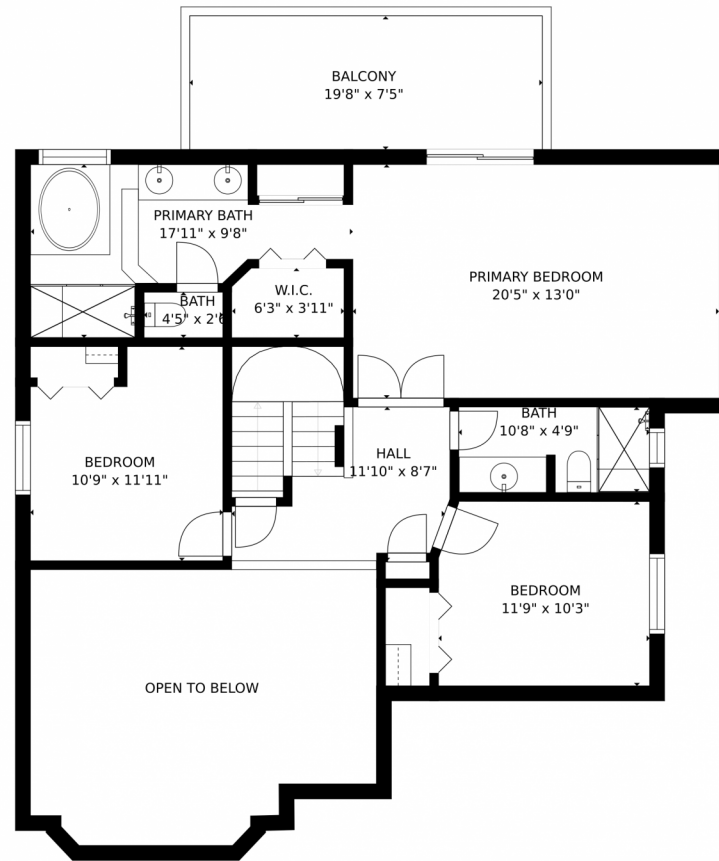 BALCONY
19'8" x 7'5"
PRIMARY BATH
17'11" x 9'8"
PRIMARY BEDROOM
20'5" x 13'0"
W.I.C.
6'3" x 3'11"
BATH
4'5" x 2'6
BATH
10'8" x 4'9"
HALL
11'10" x 8'7"
BEDROOM
10'9" x 11'11"
BEDROOM
11'9" x 10'3"
OPEN TO BELOW